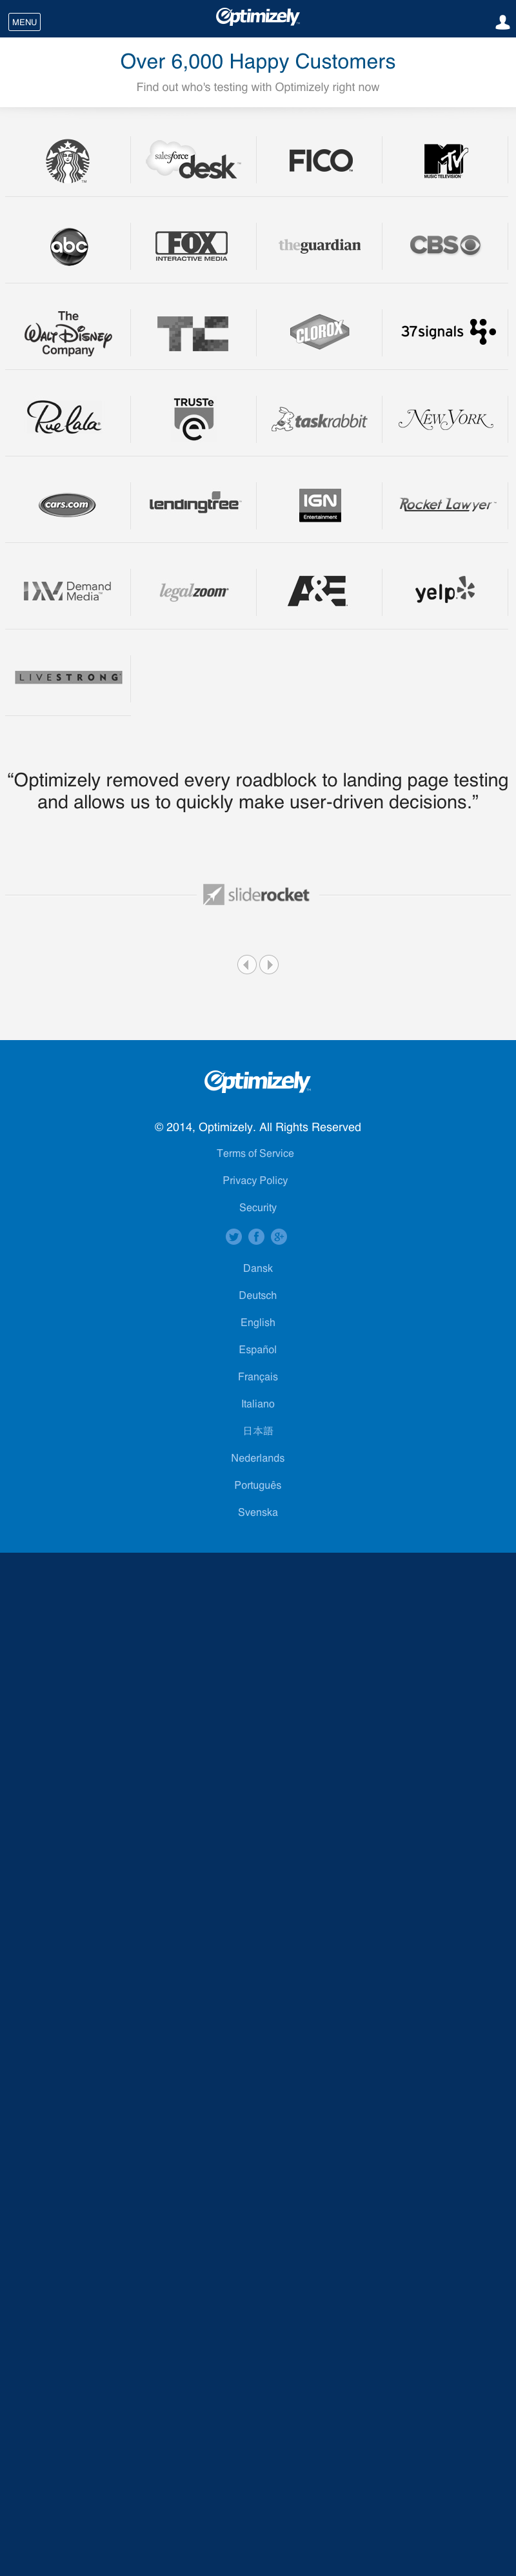 MENU
Optimizely
Over 6,000 Happy Customers
Find out who's testing with Optimizely right now
salesforce
desk™
FICO
MTV
MUSIC TELEVISION
abc
FOX
INTERACTIVE MEDIA
theguardian
CBS
The
WALT DISNEY
Company
TC
CLOROX
37signals
Rue La La
TRUSTe
taskrabbit
NEW YORK
cars.com
lendingtree
IGN
Entertainment
Rocket Lawyer™
Demand
Media™
legalzoom
A&E
yelp
LIVESTRONG
“Optimizely removed every roadblock to landing page testing
and allows us to quickly make user-driven decisions.”
sliderocket
Optimizely
© 2014, Optimizely. All Rights Reserved
Terms of Service
Privacy Policy
Security
Dansk
Deutsch
English
Español
Français
Italiano
日本語
Nederlands
Português
Svenska